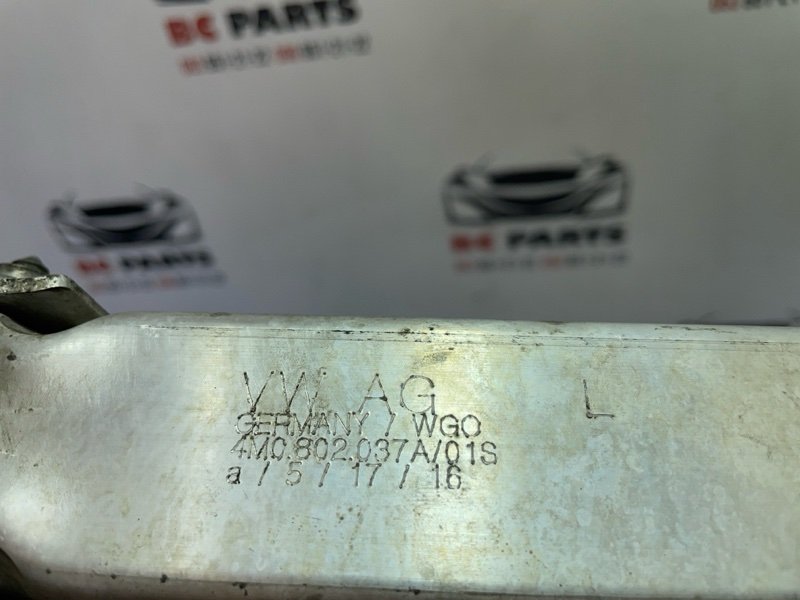 BC PARTS
BC PARTS
BC PARTS
VW AG
L
GERMANY / WGO
4M0.802.037A/01S
a / 5 / 17 / 16